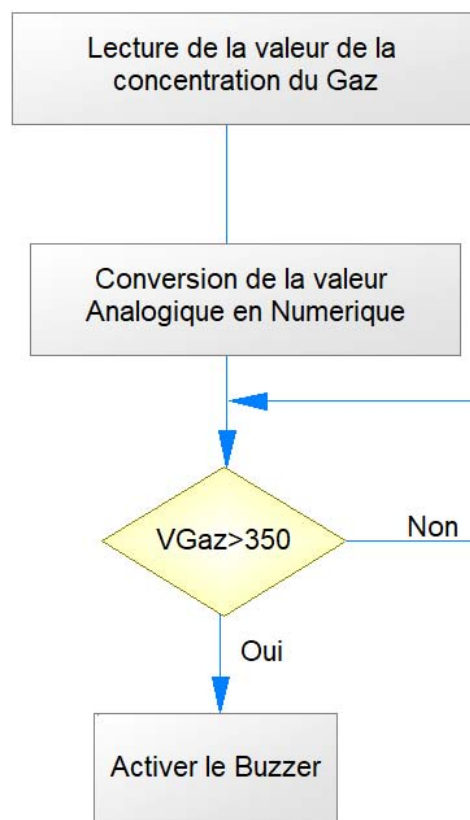 Lecture de la valeur de la
concentration du Gaz
Conversion de la valeur
Analogique en Numerique
VGaz>350
Non
Oui
Activer le Buzzer